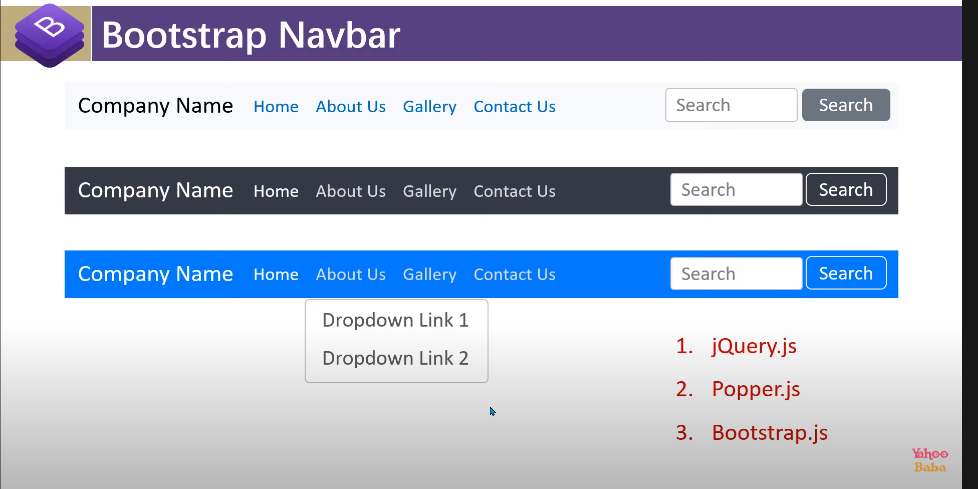 B
Bootstrap Navbar
Company Name Home About Us Gallery Contact Us Search Search
Company Name Home About Us Gallery Contact Us Search Search
Company Name Home About Us Gallery Contact Us Search Search
Dropdown Link 1
Dropdown Link 2
1. jQuery.js
2. Popper.js
3. Bootstrap.js
Yahoo
Baba